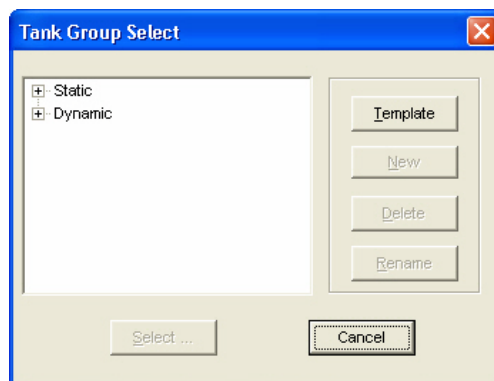 Tank Group Select
Static
Dynamic
Template
New
Delete
Rename
Select ...
Cancel